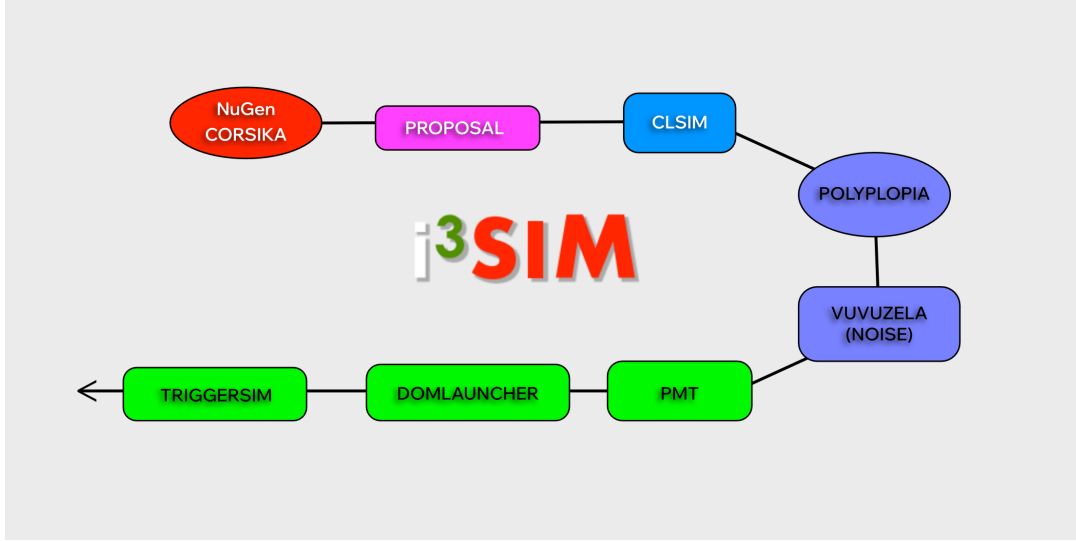 NuGen
CORSIKA
PROPOSAL
CLSIM
POLYPLOPIA
i³SIM
VUVUZELA
(NOISE)
TRIGGERSIM
DOMLAUNCHER
PMT